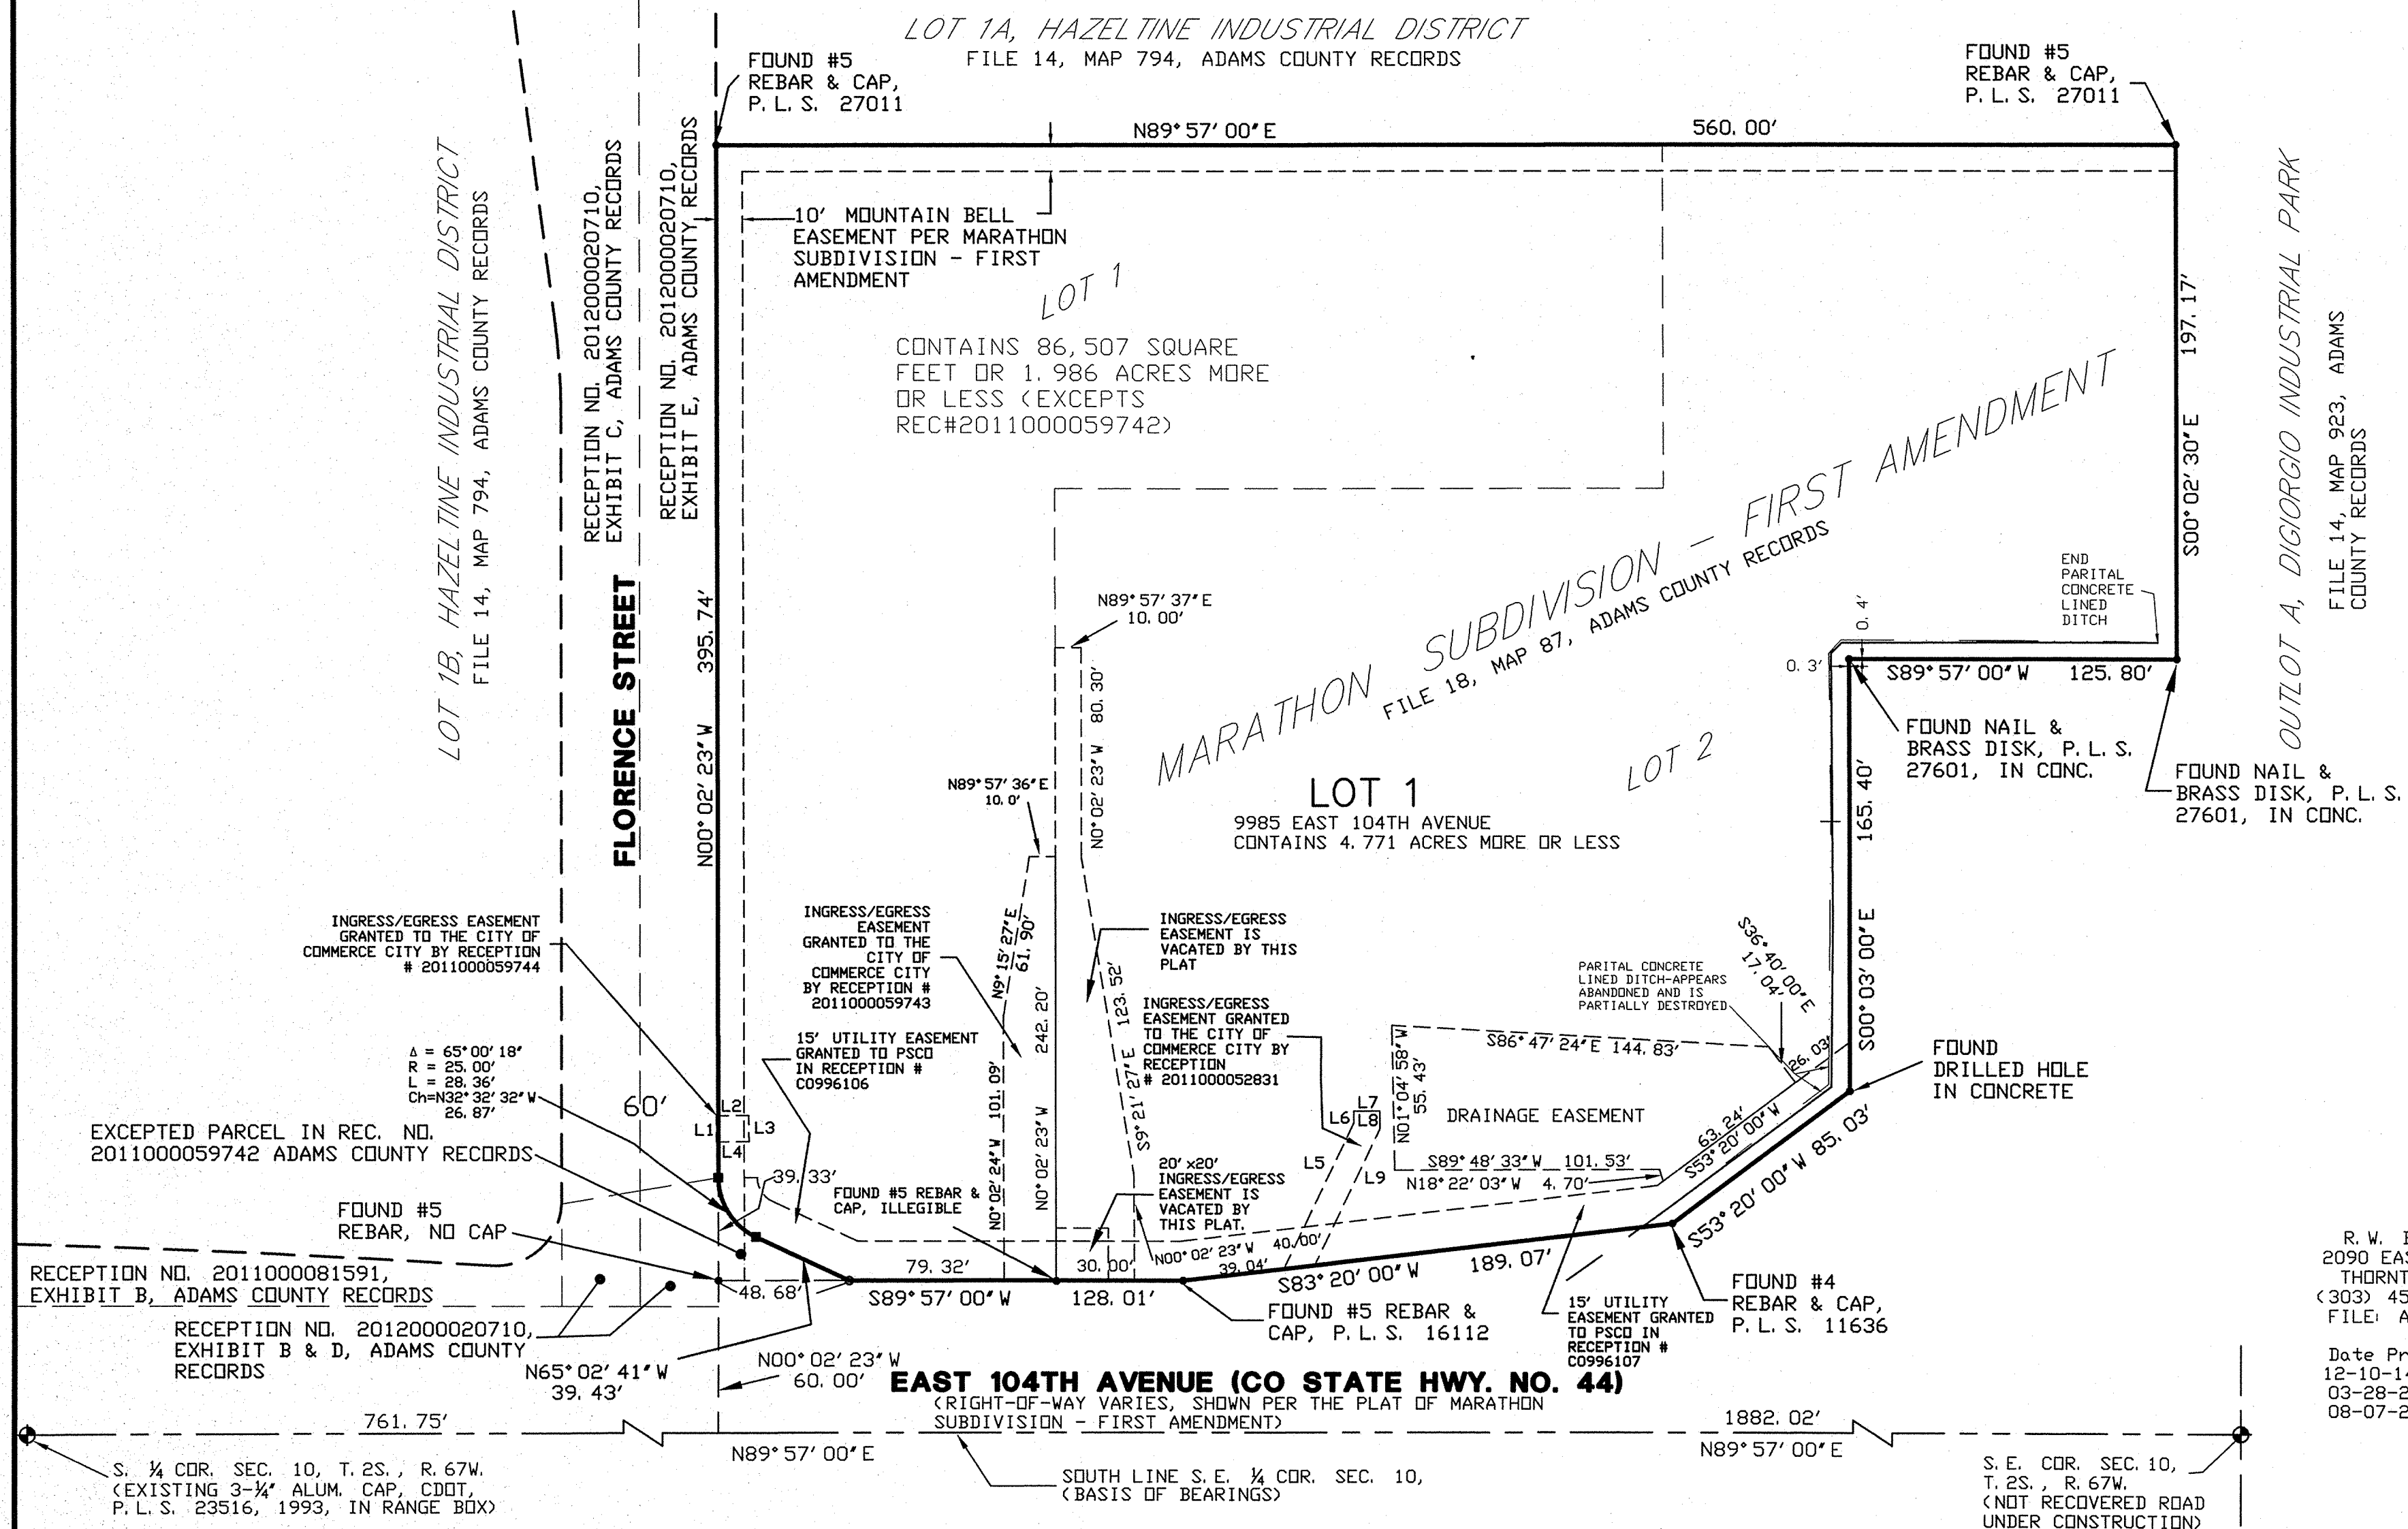 LOT 1A, HAZELTINE INDUSTRIAL DISTRICT
FILE 14, MAP 794, ADAMS COUNTY RECORDS
FOUND #5
REBAR & CAP,
P. L. S. 27011
FOUND #5
REBAR & CAP,
P. L. S. 27011
N89° 57' 00" E
560. 00'
LOT 1B, HAZELTINE INDUSTRIAL DISTRICT
FILE 14, MAP 794, ADAMS COUNTY RECORDS
RECEPTION NO. 2012000020710,
EXHIBIT C, ADAMS COUNTY RECORDS
RECEPTION NO. 2012000020710,
EXHIBIT E, ADAMS COUNTY RECORDS
10' MOUNTAIN BELL
EASEMENT PER MARATHON
SUBDIVISION - FIRST
AMENDMENT
LOT 1
CONTAINS 86,507 SQUARE
FEET OR 1. 986 ACRES MORE
OR LESS (EXCEPTS
REC#2011000059742)
197. 17'
S00° 02' 30" E
OUTLOT A, DIGIORGIO INDUSTRIAL PARK
FILE 14, MAP 923, ADAMS
COUNTY RECORDS
MARATHON SUBDIVISION - FIRST AMENDMENT
FILE 18, MAP 87, ADAMS COUNTY RECORDS
END
PARITAL
CONCRETE
LINED
DITCH
0. 4'
0. 3'
S89° 57' 00" W
125. 80'
FLORENCE STREET
395. 74'
N00° 02' 23" W
N89° 57' 37" E
10. 00'
N0° 02' 23" W 80. 30'
N89° 57' 36" E
10. 0'
LOT 2
LOT 1
9985 EAST 104TH AVENUE
CONTAINS 4. 771 ACRES MORE OR LESS
FOUND NAIL &
BRASS DISK, P. L. S.
27601, IN CONC.
FOUND NAIL &
BRASS DISK, P. L. S.
27601, IN CONC.
165. 40'
S00° 03' 00" E
INGRESS/EGRESS EASEMENT
GRANTED TO THE CITY OF
COMMERCE CITY BY RECEPTION
# 2011000059744
INGRESS/EGRESS
EASEMENT
GRANTED TO THE
CITY OF
COMMERCE CITY
BY RECEPTION #
2011000059743
N9° 15' 27" E
61. 90'
INGRESS/EGRESS
EASEMENT IS
VACATED BY THIS
PLAT
INGRESS/EGRESS
EASEMENT GRANTED
TO THE CITY OF
COMMERCE CITY BY
RECEPTION
# 2011000052831
PARITAL CONCRETE
LINED DITCH-APPEARS
ABANDONED AND IS
PARTIALLY DESTROYED
S36° 40' 00" E
17. 04'
26. 03'
S86° 47' 24" E 144. 83'
Δ = 65° 00' 18"
R = 25. 00'
L = 28. 36'
Ch=N32° 32' 32" W
26. 87'
15' UTILITY EASEMENT
GRANTED TO PSCO
IN RECEPTION #
C0996106
N0° 02' 24" W 101. 09'
N0° 02' 23" W 242. 20'
S9° 21' 27" E 123. 52'
N01° 04' 58" W
55. 43'
DRAINAGE EASEMENT
FOUND
DRILLED HOLE
IN CONCRETE
60'
L2
L1
L3
L4
L7
L6
L8
L5
L9
EXCEPTED PARCEL IN REC. NO.
2011000059742 ADAMS COUNTY RECORDS
63. 24'
S53° 20' 00" W
S53° 20' 00" W 85. 03'
S89° 48' 33" W 101. 53'
N18° 22' 03" W 4. 70'
39. 33'
FOUND #5 REBAR &
CAP, ILLEGIBLE
20' x20'
INGRESS/EGRESS
EASEMENT IS
VACATED BY
THIS PLAT.
FOUND #5
REBAR, NO CAP
N00° 02' 23" W 40. 00'
RECEPTION NO. 2011000081591,
EXHIBIT B, ADAMS COUNTY RECORDS
48. 68'
79. 32'
30. 00'
39. 04'
S83° 20' 00" W
189. 07'
S89° 57' 00" W
128. 01'
RECEPTION NO. 2012000020710,
EXHIBIT B & D, ADAMS COUNTY
RECORDS
FOUND #5 REBAR &
CAP, P. L. S. 16112
15' UTILITY
EASEMENT GRANTED
TO PSCO IN
RECEPTION #
C0996107
FOUND #4
REBAR & CAP,
P. L. S. 11636
R. W.
2090
(303)
FILE:
Date
N65° 02' 41" W
39. 43'
N00° 02' 23" W
60. 00'
EAST 104TH AVENUE (CO STATE HWY. NO. 44)
(RIGHT-OF-WAY VARIES, SHOWN PER THE PLAT OF MARATHON
SUBDIVISION - FIRST AMENDMENT)
761. 75'
N89° 57' 00" E
1882. 02'
N89° 57' 00" E
S. ¼ COR. SEC. 10, T. 2S. , R. 67W.
(EXISTING 3-¼" ALUM. CAP, CDOT,
P. L. S. 23516, 1993, IN RANGE BOX)
SOUTH LINE S. E. ¼ COR. SEC. 10,
(BASIS OF BEARINGS)
S. E. COR. SEC. 10,
T. 2S. , R. 67W.
(NOT RECOVERED ROAD
UNDER CONSTRUCTION)